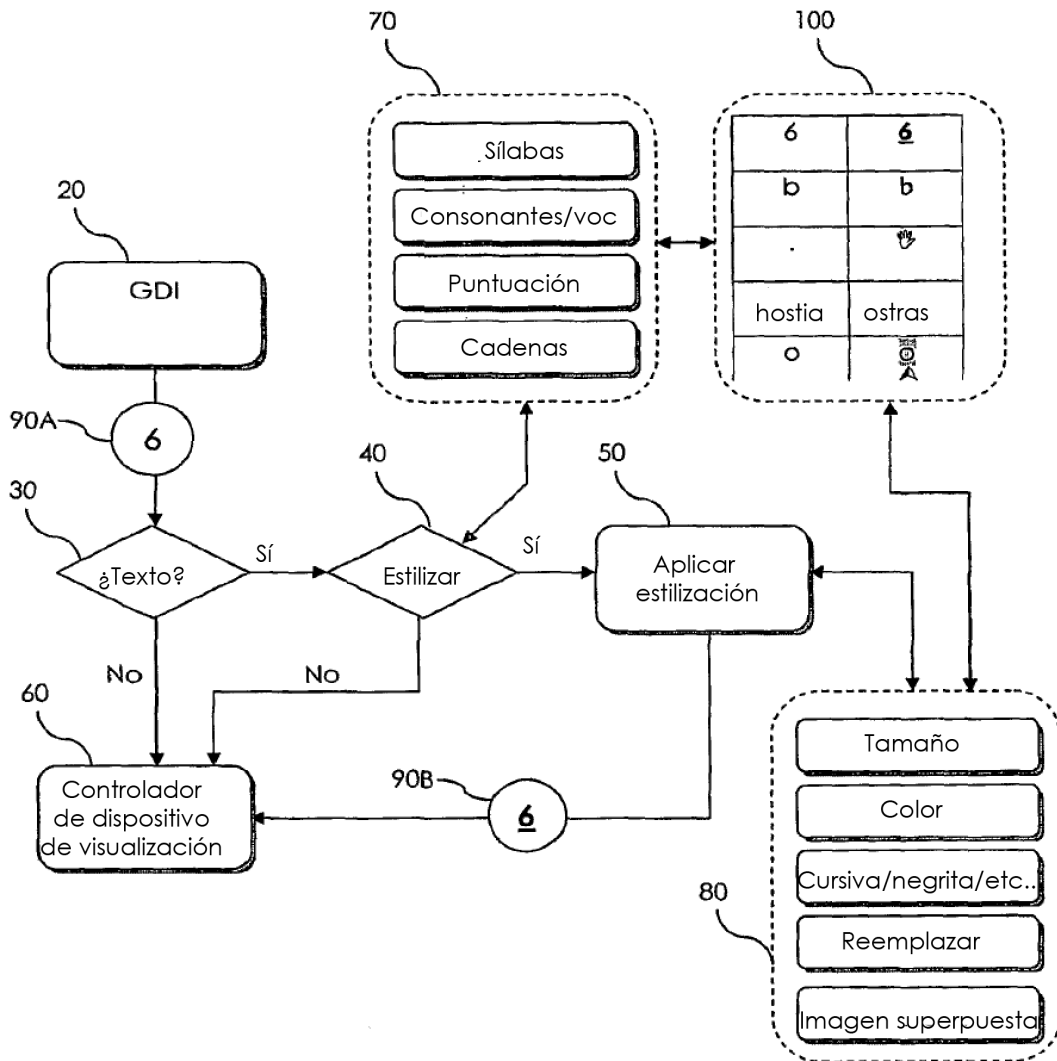 70
100
Sílabas
Consonantes/voc
Puntuación
Cadenas
6 6
b b
.
hostia ostras
o
20
GDI
90A
6
30
¿Texto?
Sí
40
Estilizar
Sí
50
Aplicar
estilización
No
No
60
Controlador
de dispositivo
de visualización
90B
6
80
Tamaño
Color
Cursiva/negrita/etc..
Reemplazar
Imagen superpuesta